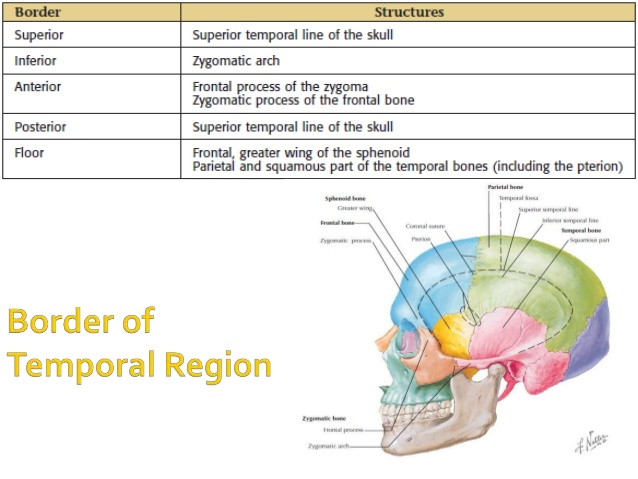 Border Structures
Superior Superior temporal line of the skull
Inferior Zygomatic arch
Anterior Frontal process of the zygoma
Zygomatic process of the frontal bone
Posterior Superior temporal line of the skull
Floor Frontal, greater wing of the sphenoid
Parietal and squamous part of the temporal bones (including the pterion)
Parietal bone
Temporal fossa
Sphenoid bone
Greater wing
Superior temporal line
Inferior temporal line
Frontal bone
Coronal suture
Temporal bone
Zygomatic process
Pterion
Squamous part
Border of
Temporal Region
Zygomatic bone
Frontal process
Zygomatic arch
F. Netter